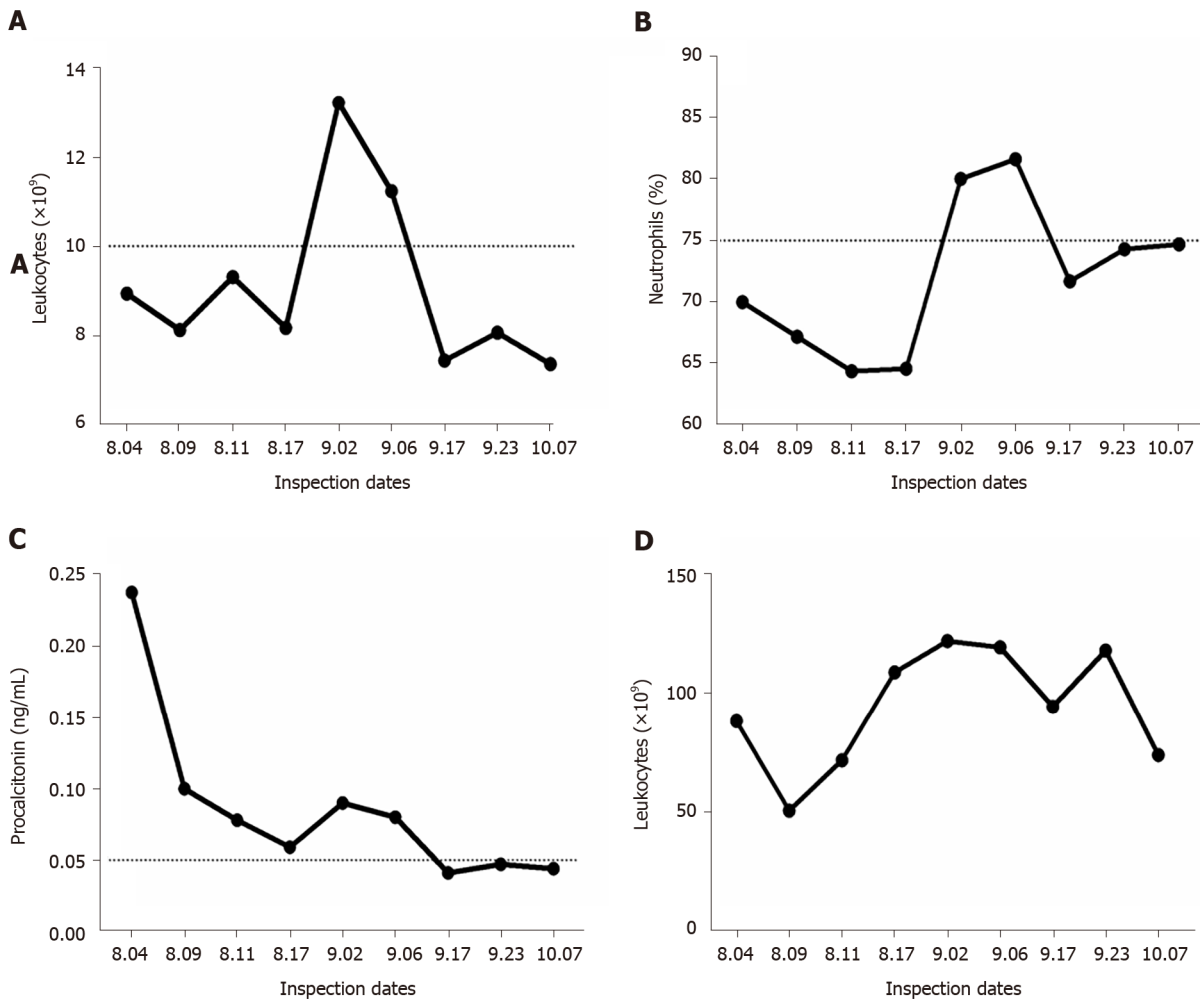 A
14
12
10
8
6
Leukocytes (×10⁹)
A
8.04 8.09 8.11 8.17 9.02 9.06 9.17 9.23 10.07
Inspection dates
B
90
85
80
75
70
65
60
Neutrophils (%)
8.04 8.09 8.11 8.17 9.02 9.06 9.17 9.23 10.07
Inspection dates
C
0.25
0.20
0.15
0.10
0.05
0.00
Procalcitonin (ng/mL)
8.04 8.09 8.11 8.17 9.02 9.06 9.17 9.23 10.07
Inspection dates
D
150
100
50
0
Leukocytes (×10⁹)
8.04 8.09 8.11 8.17 9.02 9.06 9.17 9.23 10.07
Inspection dates